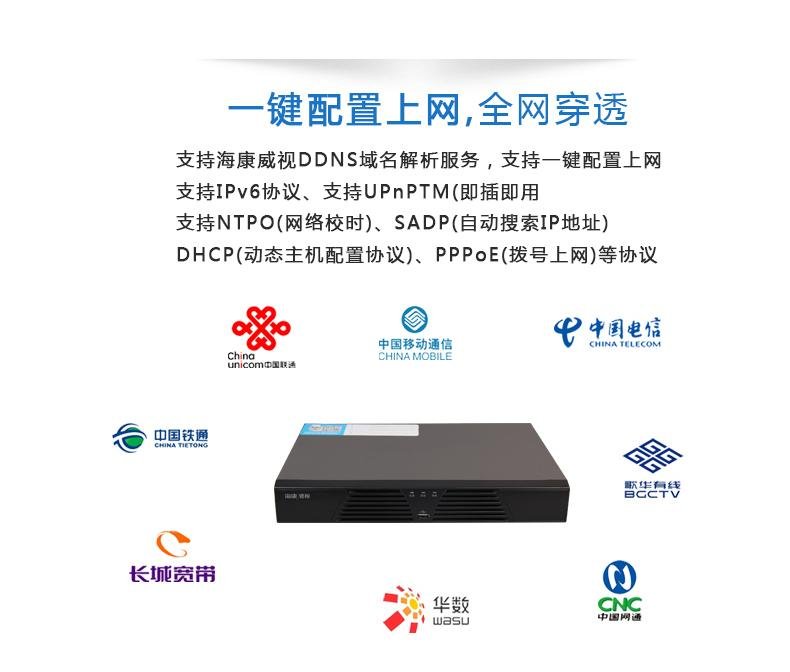 一键配置上网,全网穿透
支持海康威视DDNS域名解析服务，支持一键配置上网
支持IPv6协议、支持UPnPTM(即插即用
支持NTPO(网络校时)、SADP(自动搜索IP地址)
DHCP(动态主机配置协议)、PPPoE(拨号上网)等协议
China
unicom中国联通
中国移动通信
CHINA MOBILE
中国电信
CHINA TELECOM
中国铁通
CHINA TIETONG
海康威视
歌华有线
BGCTV
长城宽带
华数
wasu
CNC
中国网通